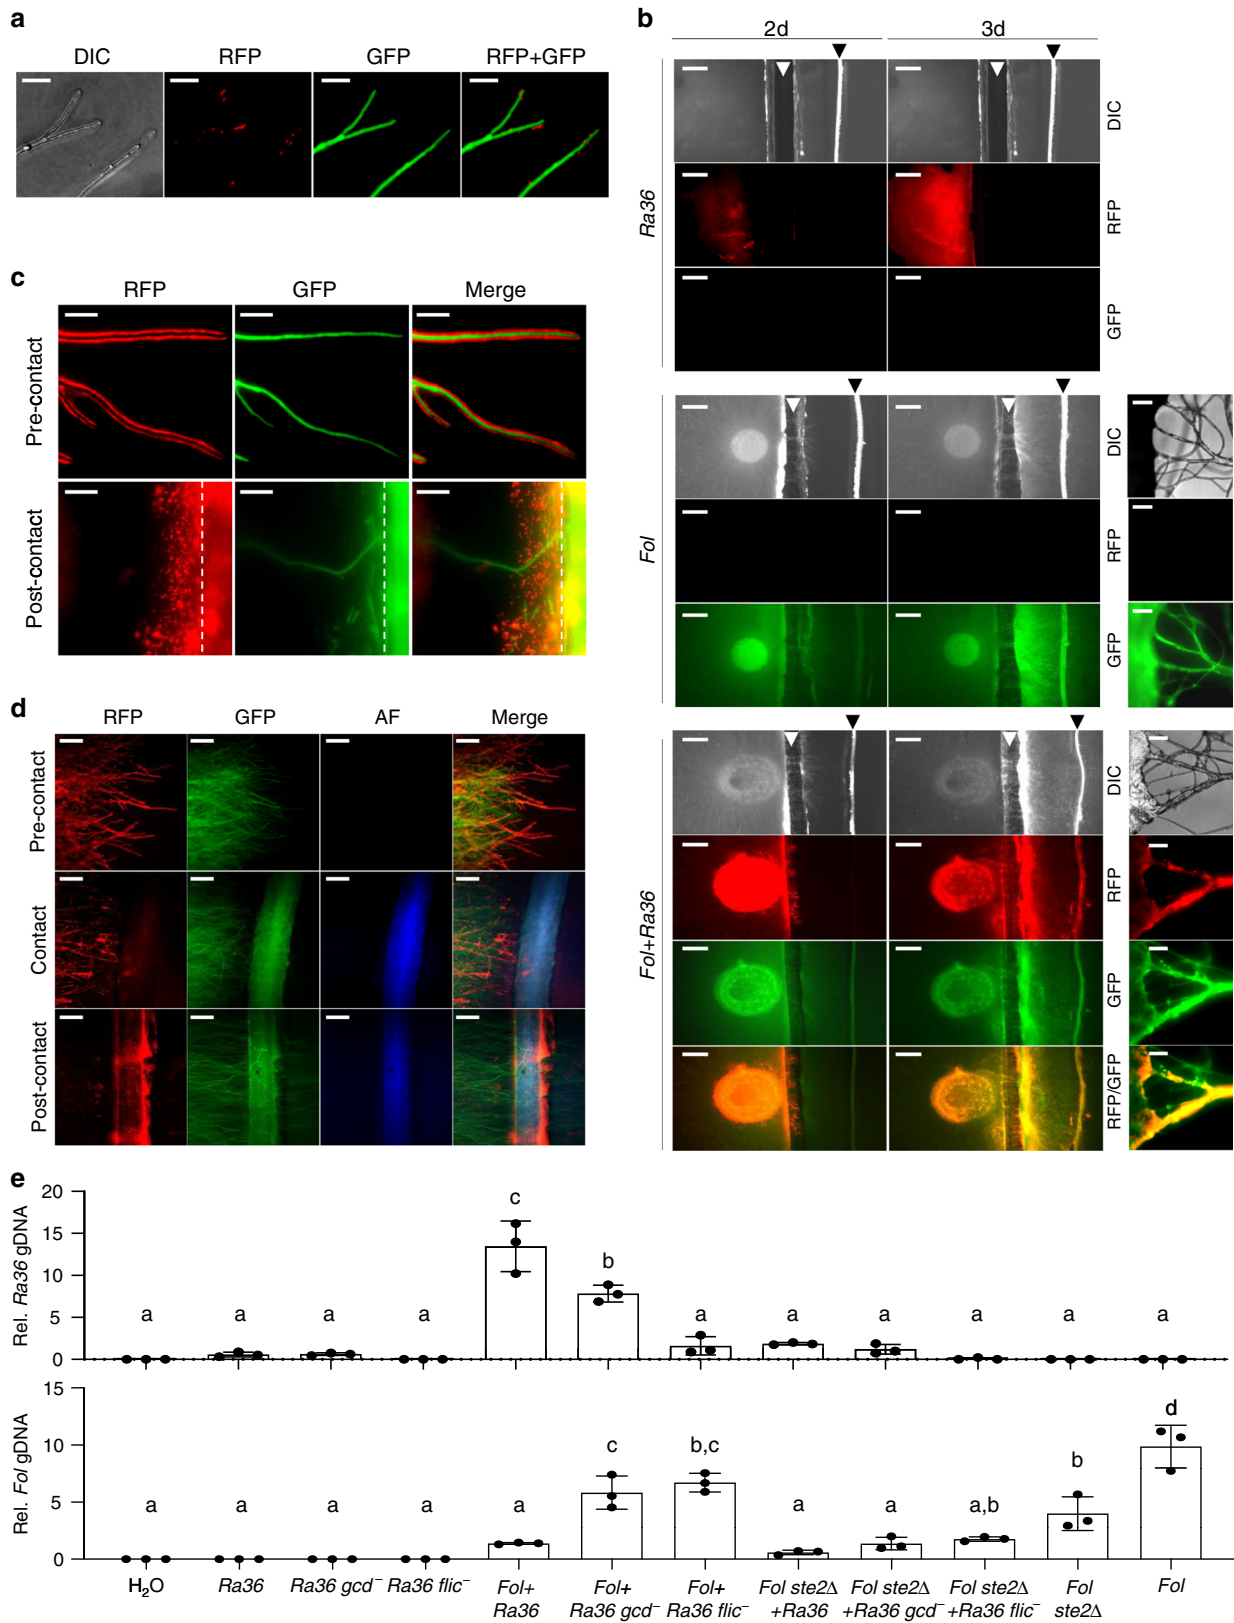 a
DIC RFP GFP RFP+GFP
b
2d 3d
Ra36
DIC
RFP
GFP
Fol
DIC
RFP
GFP
Fol+Ra36
DIC
RFP
GFP
RFP/GFP
c
RFP GFP Merge
Pre-contact
Post-contact
d
RFP GFP AF Merge
Pre-contact
Contact
Post-contact
e
Rel. Ra36 gDNA
20
15
10
5
0
a a a a c b a a a a a a
Rel. Fol gDNA
15
10
5
0
a a a a a c b,c a a a,b b d
H₂O
Ra36
Ra36 gcd⁻
Ra36 flic⁻
Fol+
Ra36
Fol+
Ra36 gcd⁻
Fol+
Ra36 flic⁻
Fol ste2Δ
+Ra36
Fol ste2Δ
+Ra36 gcd⁻
Fol ste2Δ
+Ra36 flic⁻
Fol
ste2Δ
Fol